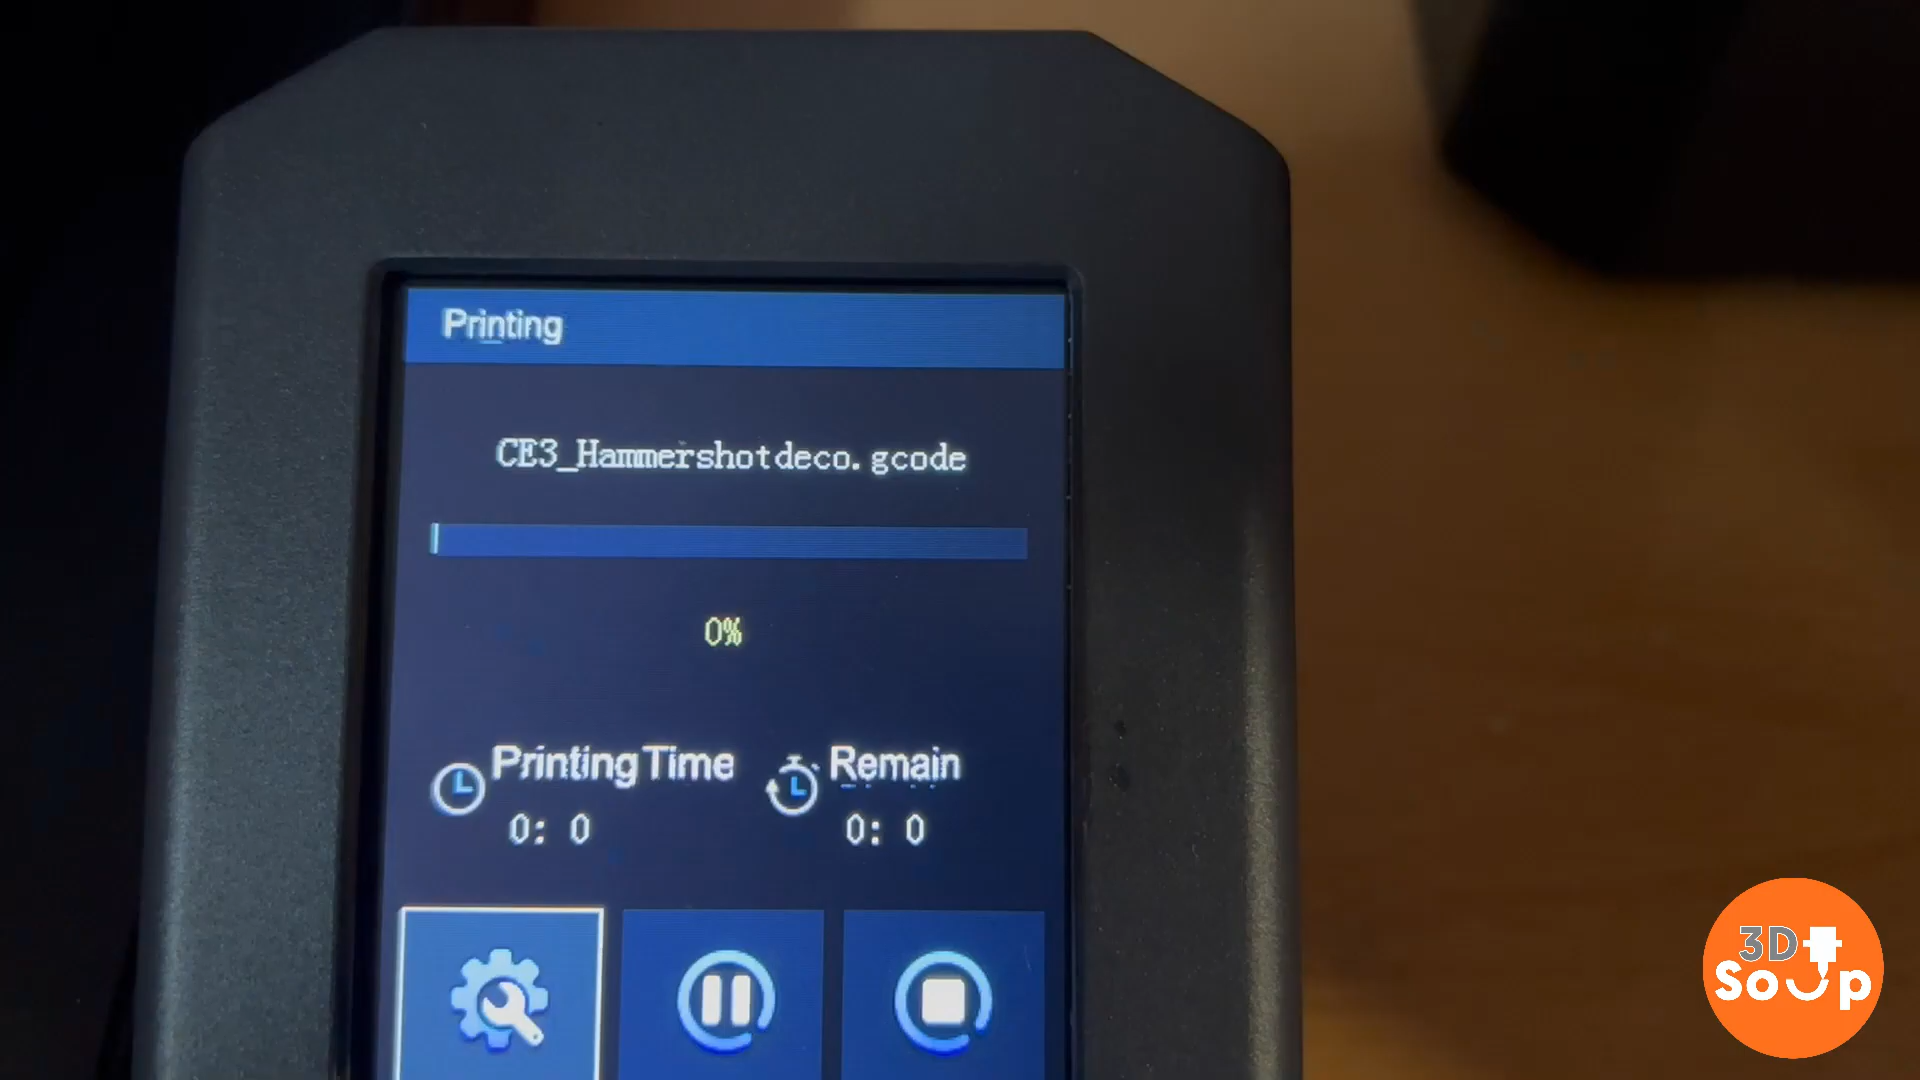 Printing
CE3_Hammershotdeco.gcode
0%
Printing Time
0: 0
Remain
0: 0
3D
Soup